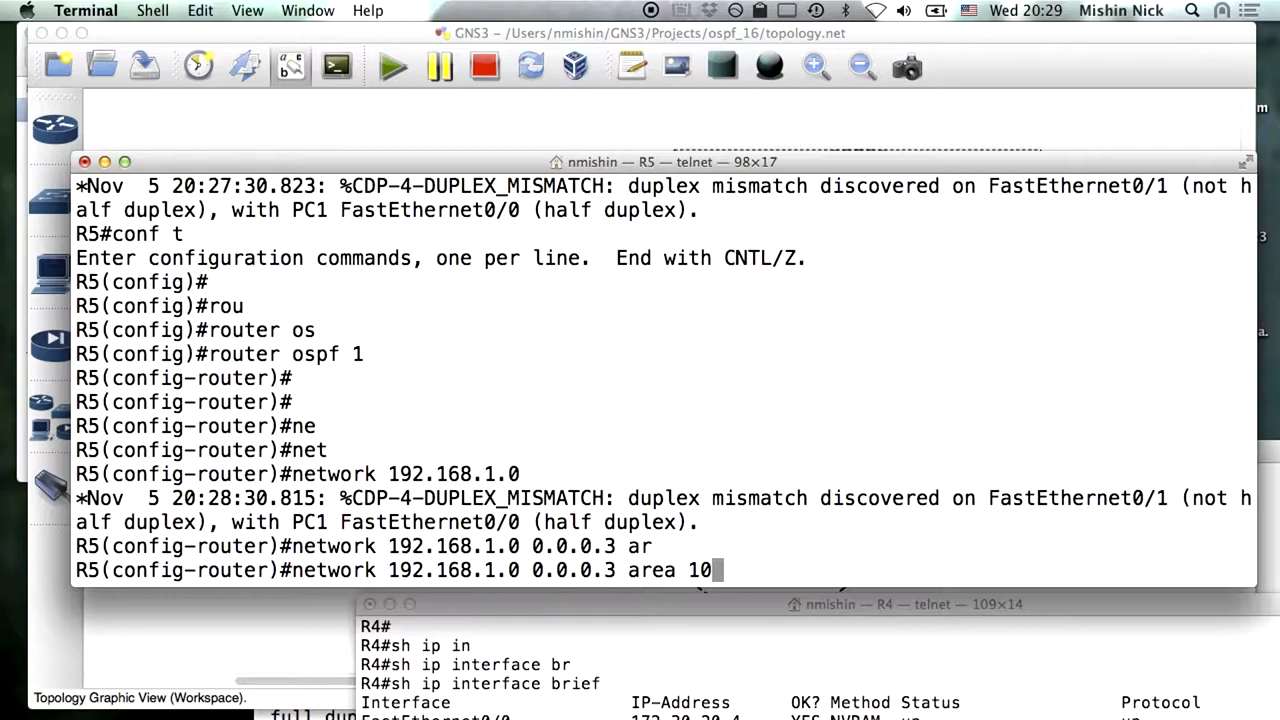 Terminal Shell Edit View Window Help Wed 20:29 Mishin Nick
GNS3 – /Users/nmishin/GNS3/Projects/ospf_16/topology.net
nmishin — R5 — telnet — 98×17
*Nov  5 20:27:30.823: %CDP-4-DUPLEX_MISMATCH: duplex mismatch discovered on FastEthernet0/1 (not h
alf duplex), with PC1 FastEthernet0/0 (half duplex).
R5#conf t
Enter configuration commands, one per line.  End with CNTL/Z.
R5(config)#
R5(config)#rou
R5(config)#router os
R5(config)#router ospf 1
R5(config-router)#
R5(config-router)#
R5(config-router)#ne
R5(config-router)#net
R5(config-router)#network 192.168.1.0
*Nov  5 20:28:30.815: %CDP-4-DUPLEX_MISMATCH: duplex mismatch discovered on FastEthernet0/1 (not h
alf duplex), with PC1 FastEthernet0/0 (half duplex).
R5(config-router)#network 192.168.1.0 0.0.0.3 ar
R5(config-router)#network 192.168.1.0 0.0.0.3 area 10
nmishin — R4 — telnet — 109×14
R4#
R4#sh ip in
R4#sh ip interface br
R4#sh ip interface brief
Interface IP-Address OK? Method Status Protocol
Topology Graphic View (Workspace).